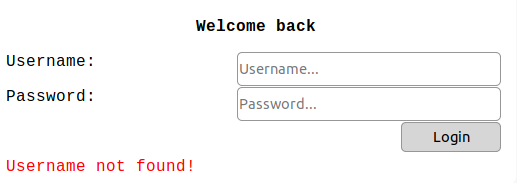 Welcome back
Username: Username...
Password: Password...
Login
Username not found!